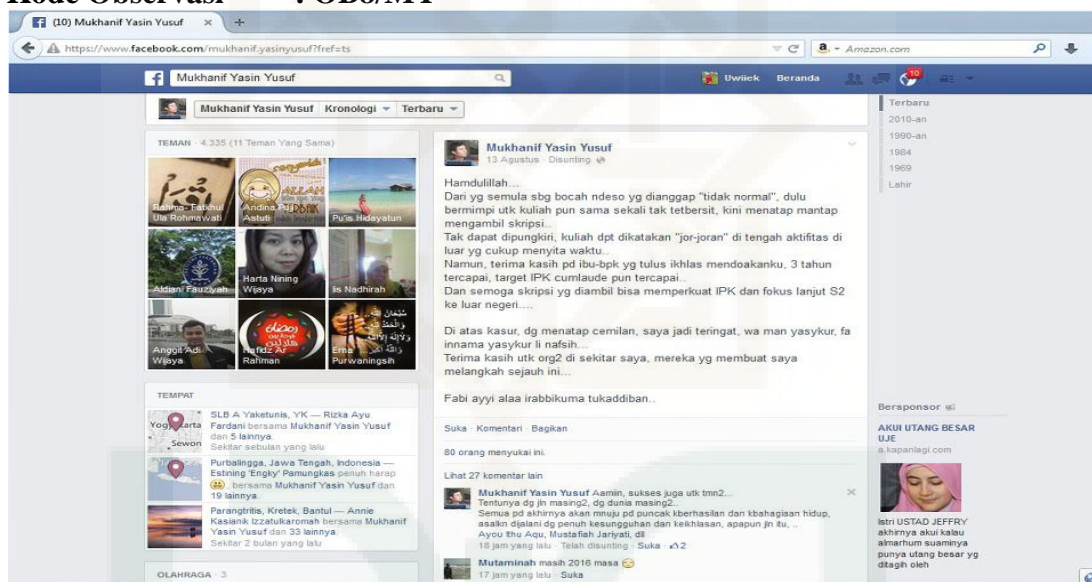 Kode Observasi : OB8/MY
(10) Mukhanif Yasin Yusuf
https://www.facebook.com/mukhanif.yasinyusuf?fref=ts
Amazon.com
Mukhanif Yasin Yusuf
Uwiiek Beranda
10
Mukhanif Yasin Yusuf Kronologi Terbaru
TEMAN · 4.335 (11 Teman Yang Sama)
Rahma Fatkhul
Ula Rohmawati
Andina
Astuti
Pu'is Hidayatun
Aldiani Fauziyah
Harta Nining
Wijaya
Iis Nadhirah
Anggit Adi
Wijaya
Hafidz Ar
Rahman
Erna
Purwaningsih
TEMPAT
SLB A Yaketunis, YK — Rizka Ayu
Fardani bersama Mukhanif Yasin Yusuf
dan 5 lainnya.
Sekitar sebulan yang lalu
Sewon
Purbalingga, Jawa Tengah, Indonesia —
Estining 'Engky' Pamungkas penuh harap
, bersama Mukhanif Yasin Yusuf dan
19 lainnya.
Parangtritis, Kretek, Bantul — Annie
Kasianik Izzatulkaromah bersama Mukhanif
Yasin Yusuf dan 33 lainnya.
Sekitar 2 bulan yang lalu
OLAHRAGA · 3
Mukhanif Yasin Yusuf
13 Agustus · Disunting
Hamdulillah...
Dari yg semula sbg bocah ndeso yg dianggap "tidak normal", dulu
bermimpi utk kuliah pun sama sekali tak tetbersit, kini menatap mantap
mengambil skripsi..
Tak dapat dipungkiri, kuliah dpt dikatakan "jor-joran" di tengah aktifitas di
luar yg cukup menyita waktu..
Namun, terima kasih pd ibu-bpk yg tulus ikhlas mendoakanku, 3 tahun
tercapai, target IPK cumlaude pun tercapai..
Dan semoga skripsi yg diambil bisa memperkuat IPK dan fokus lanjut S2
ke luar negeri....
Di atas kasur, dg menatap cemilan, saya jadi teringat, wa man yasykur, fa
innama yasykur li nafsih...
Terima kasih utk org2 di sekitar saya, mereka yg membuat saya
melangkah sejauh ini...
Fabi ayyi alaa irabbikuma tukaddiban..
Suka · Komentari · Bagikan
80 orang menyukai ini.
Lihat 27 komentar lain
Mukhanif Yasin Yusuf Aamiin, sukses juga utk tmn2...
Tentunya dg jln masing2, dg dunia masing2..
Semua pd akhirnya akan mnuju pd puncak kberhasilan dan kbahagiaan hidup,
asalkn dijalani dg penuh kesungguhan dan keikhlasan, apapun jln itu, ..
Ayou Ibu Aqu, Mustafiah Jariyati, dll
16 jam yang lalu · Telah disunting · Suka · 2
Mutaminah masih 2016 masa
17 jam yang lalu · Suka
Terbaru
2010-an
1990-an
1984
1969
Lahir
Bersponsor
AKUI UTANG BESAR
UJE
a.kapanlagi.com
Istri USTAD JEFFRY
akhirnya akui kalau
almarhum suaminya
punya utang besar yg
ditagih oleh